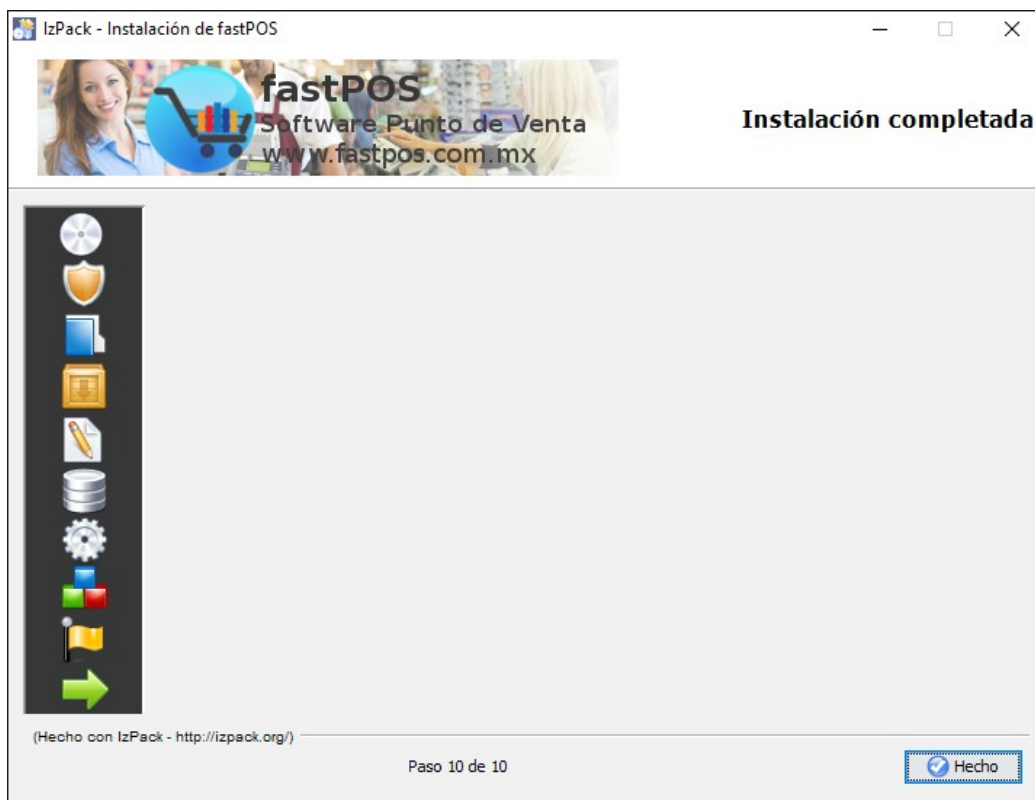 IzPack - Instalación de fastPOS
fastPOS
Software Punto de Venta
www.fastpos.com.mx
Instalación completada
(Hecho con IzPack - http://izpack.org/)
Paso 10 de 10
Hecho